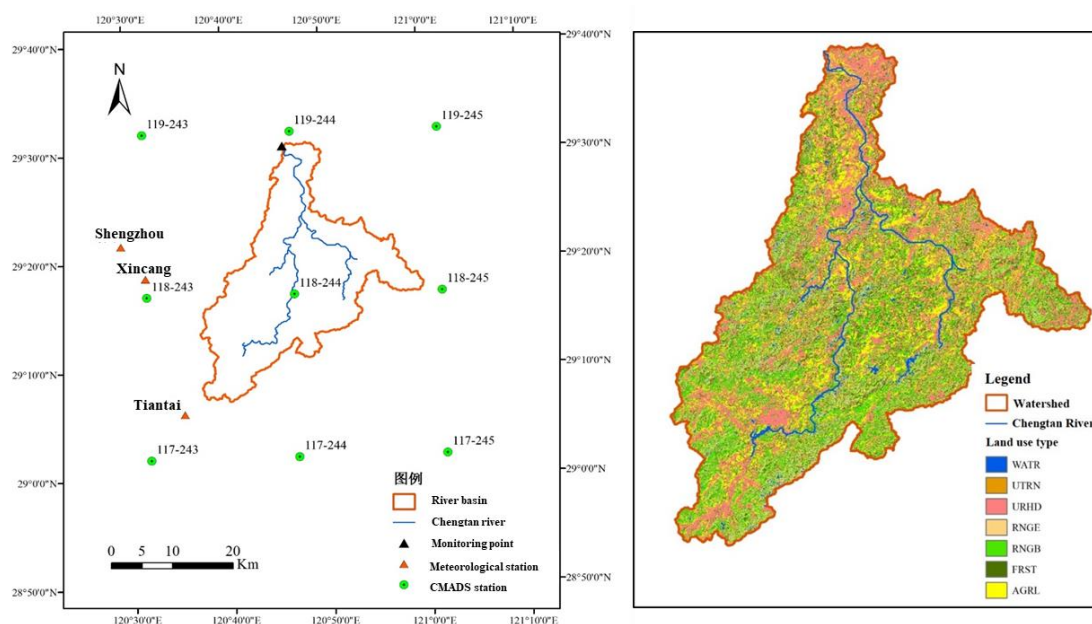 120°30'0"E
120°40'0"E
120°50'0"E
121°0'0"E
121°10'0"E
29°40'0"N
29°30'0"N
29°20'0"N
29°10'0"N
29°0'0"N
28°50'0"N
29°40'0"N
29°30'0"N
29°20'0"N
29°10'0"N
29°0'0"N
28°50'0"N
N
119-243
119-244
119-245
Shengzhou
Xincang
118-243
118-244
118-245
Tiantai
117-243
117-244
117-245
0 5 10 20
Km
图例
River basin
Chengtan river
Monitoring point
Meteorological station
CMADS station
120°30'0"E
120°40'0"E
120°50'0"E
121°0'0"E
121°10'0"E
Legend
Watershed
Chengtan River
Land use type
WATR
UTRN
URHD
RNGE
RNGB
FRST
AGRL